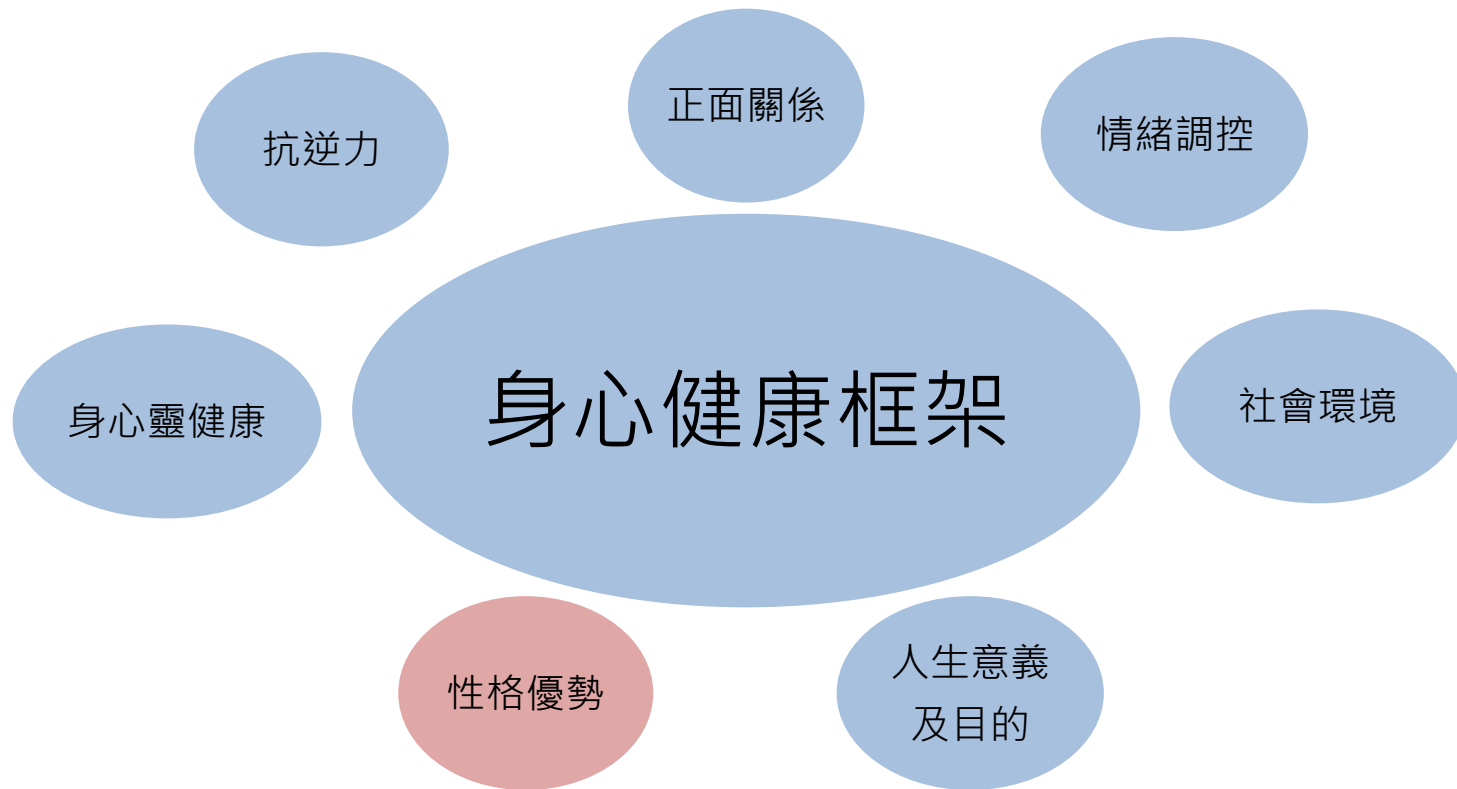 正面關係
情緒調控
抗逆力
身心健康框架
社會環境
身心靈健康
人生意義
及目的
性格優勢